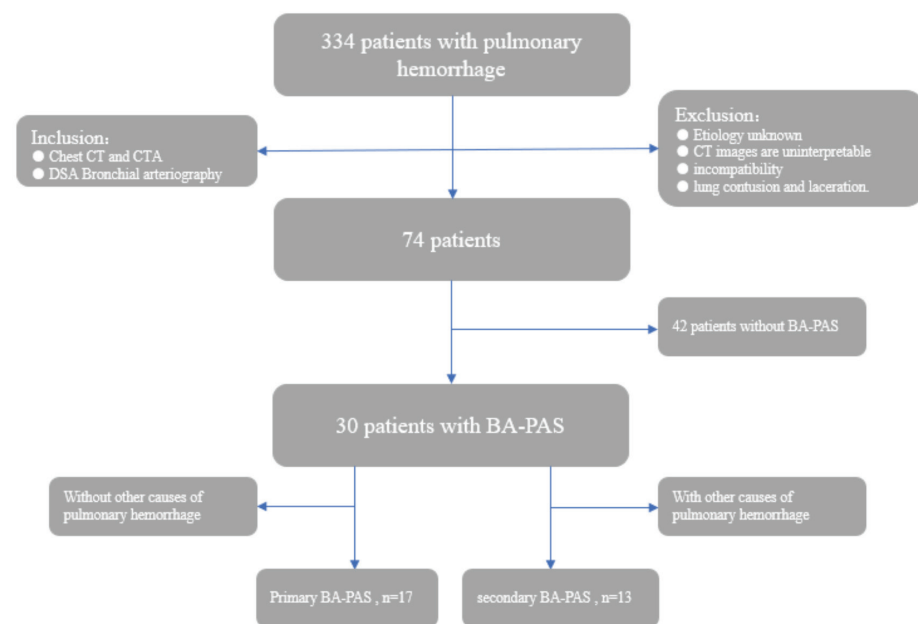 334 patients with pulmonary
hemorrhage
Inclusion：
● Chest CT and CTA
● DSA Bronchial arteriography
Exclusion：
● Etiology unknown
● CT images are uninterpretable
● incompatibility
● lung contusion and laceration.
74 patients
42 patients without BA-PAS
30 patients with BA-PAS
Without other causes of
pulmonary hemorrhage
With other causes of
pulmonary hemorrhage
Primary BA-PAS , n=17
secondary BA-PAS , n=13